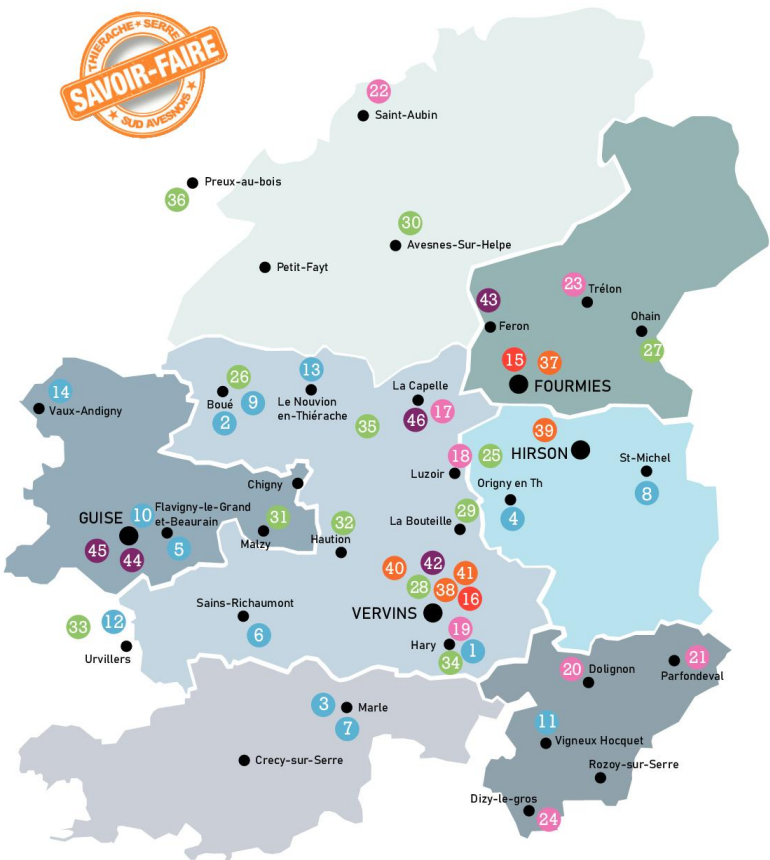 THIÉRACHE ★ SERRE
SAVOIR-FAIRE
★ SUD AVESNOIS ★
22
Saint-Aubin
Preux-au-bois
36
30
Avesnes-Sur-Helpe
Petit-Fayt
23
Trélon
43
Feron
Ohain
27
15
37
FOURMIES
14
Vaux-Andigny
26
Boué
9
2
13
Le Nouvion
en-Thiérache
35
La Capelle
46
17
39
HIRSON
18
25
Luzoir
St-Michel
8
Origny en Th
4
Chigny
GUISE
10
Flavigny-le-Grand
et-Beaurain
5
45
44
31
Malzy
32
Haution
29
La Bouteille
40
42
41
28
38
16
VERVINS
33
12
Urvillers
Sains-Richaumont
6
19
Hary
1
34
20
Dolignon
21
Parfondeval
3
Marle
7
11
Vigneux Hocquet
Crecy-sur-Serre
Rozoy-sur-Serre
Dizy-le-gros
24